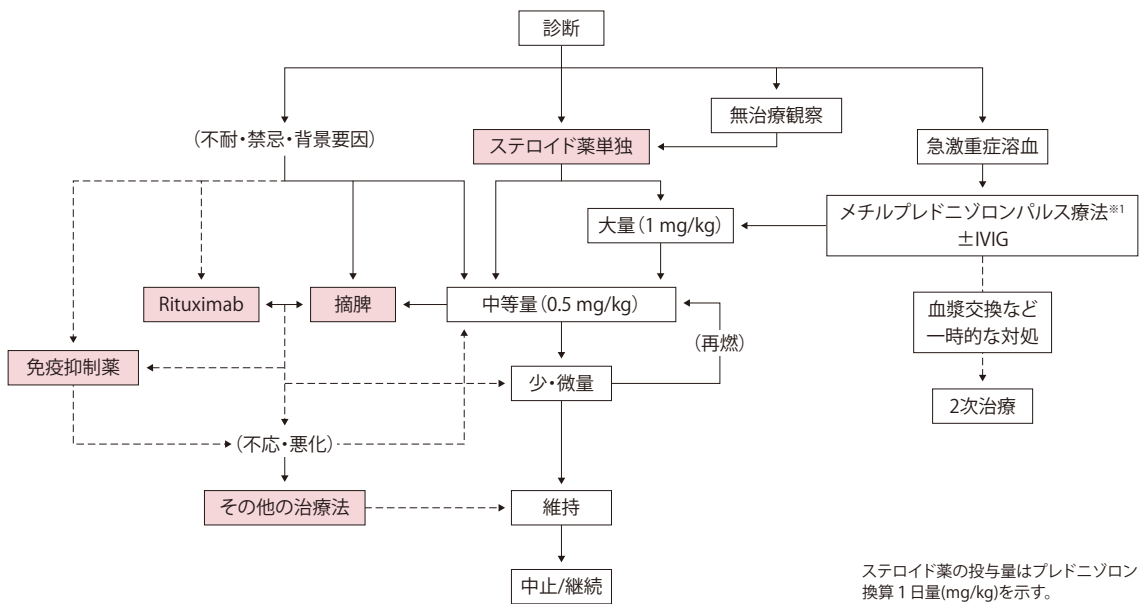 診断
(不耐・禁忌・背景要因)
ステロイド薬単独
無治療観察
急激重症溶血
大量(1 mg/kg)
メチルプレドニゾロンパルス療法※1
±IVIG
Rituximab
摘脾
中等量(0.5 mg/kg)
血漿交換など
一時的な対処
(再燃)
免疫抑制薬
少・微量
2次治療
(不応・悪化)
その他の治療法
維持
中止/継続
ステロイド薬の投与量はプレドニゾロン
換算1日量(mg/kg)を示す。